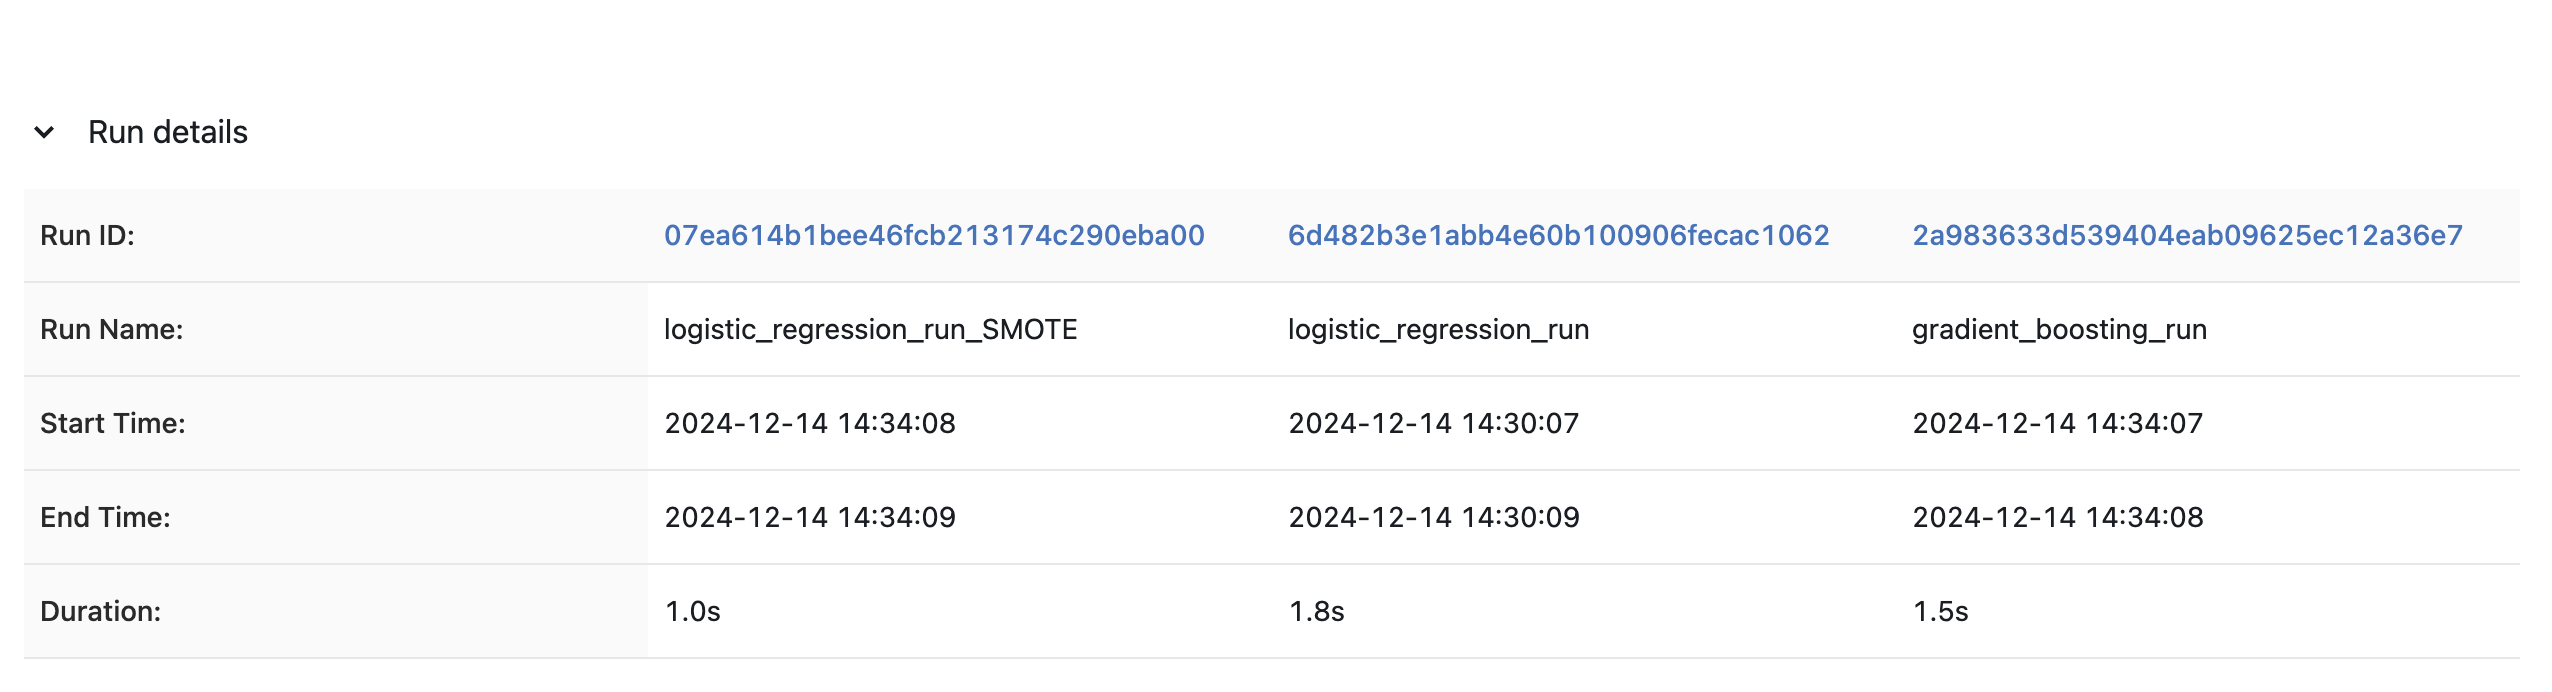 Run details
Run ID: 07ea614b1bee46fcb213174c290eba00 6d482b3e1abb4e60b100906fecac1062 2a983633d539404eab09625ec12a36e7
Run Name: logistic_regression_run_SMOTE logistic_regression_run gradient_boosting_run
Start Time: 2024-12-14 14:34:08 2024-12-14 14:30:07 2024-12-14 14:34:07
End Time: 2024-12-14 14:34:09 2024-12-14 14:30:09 2024-12-14 14:34:08
Duration: 1.0s 1.8s 1.5s